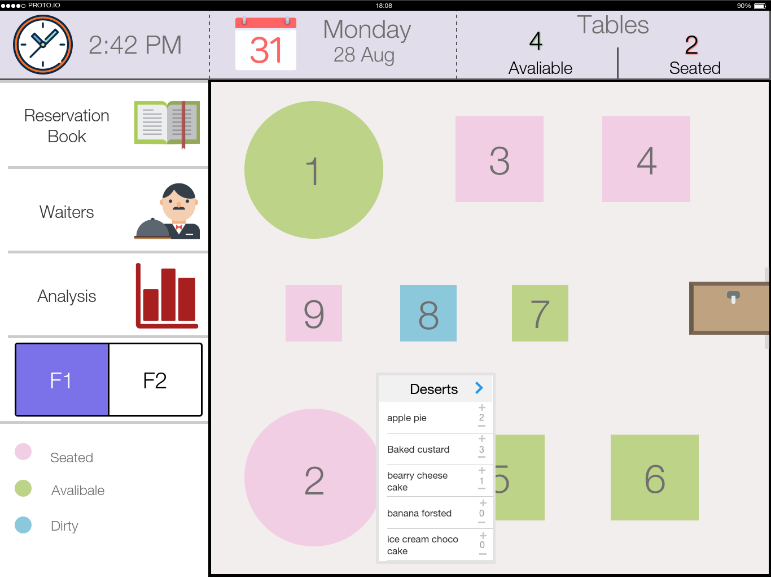 PROTO.IO
18:08
90%
2:42 PM
31
Monday
28 Aug
Tables
4
Avaliable
2
Seated
Reservation
Book
Waiters
Analysis
F1
F2
Seated
Avalibale
Dirty
1
3
4
9
8
7
2
5
6
Deserts
apple pie
+
2
−
Baked custard
+
3
−
bearry cheese
cake
+
1
−
banana forsted
+
0
−
ice cream choco
cake
+
0
−